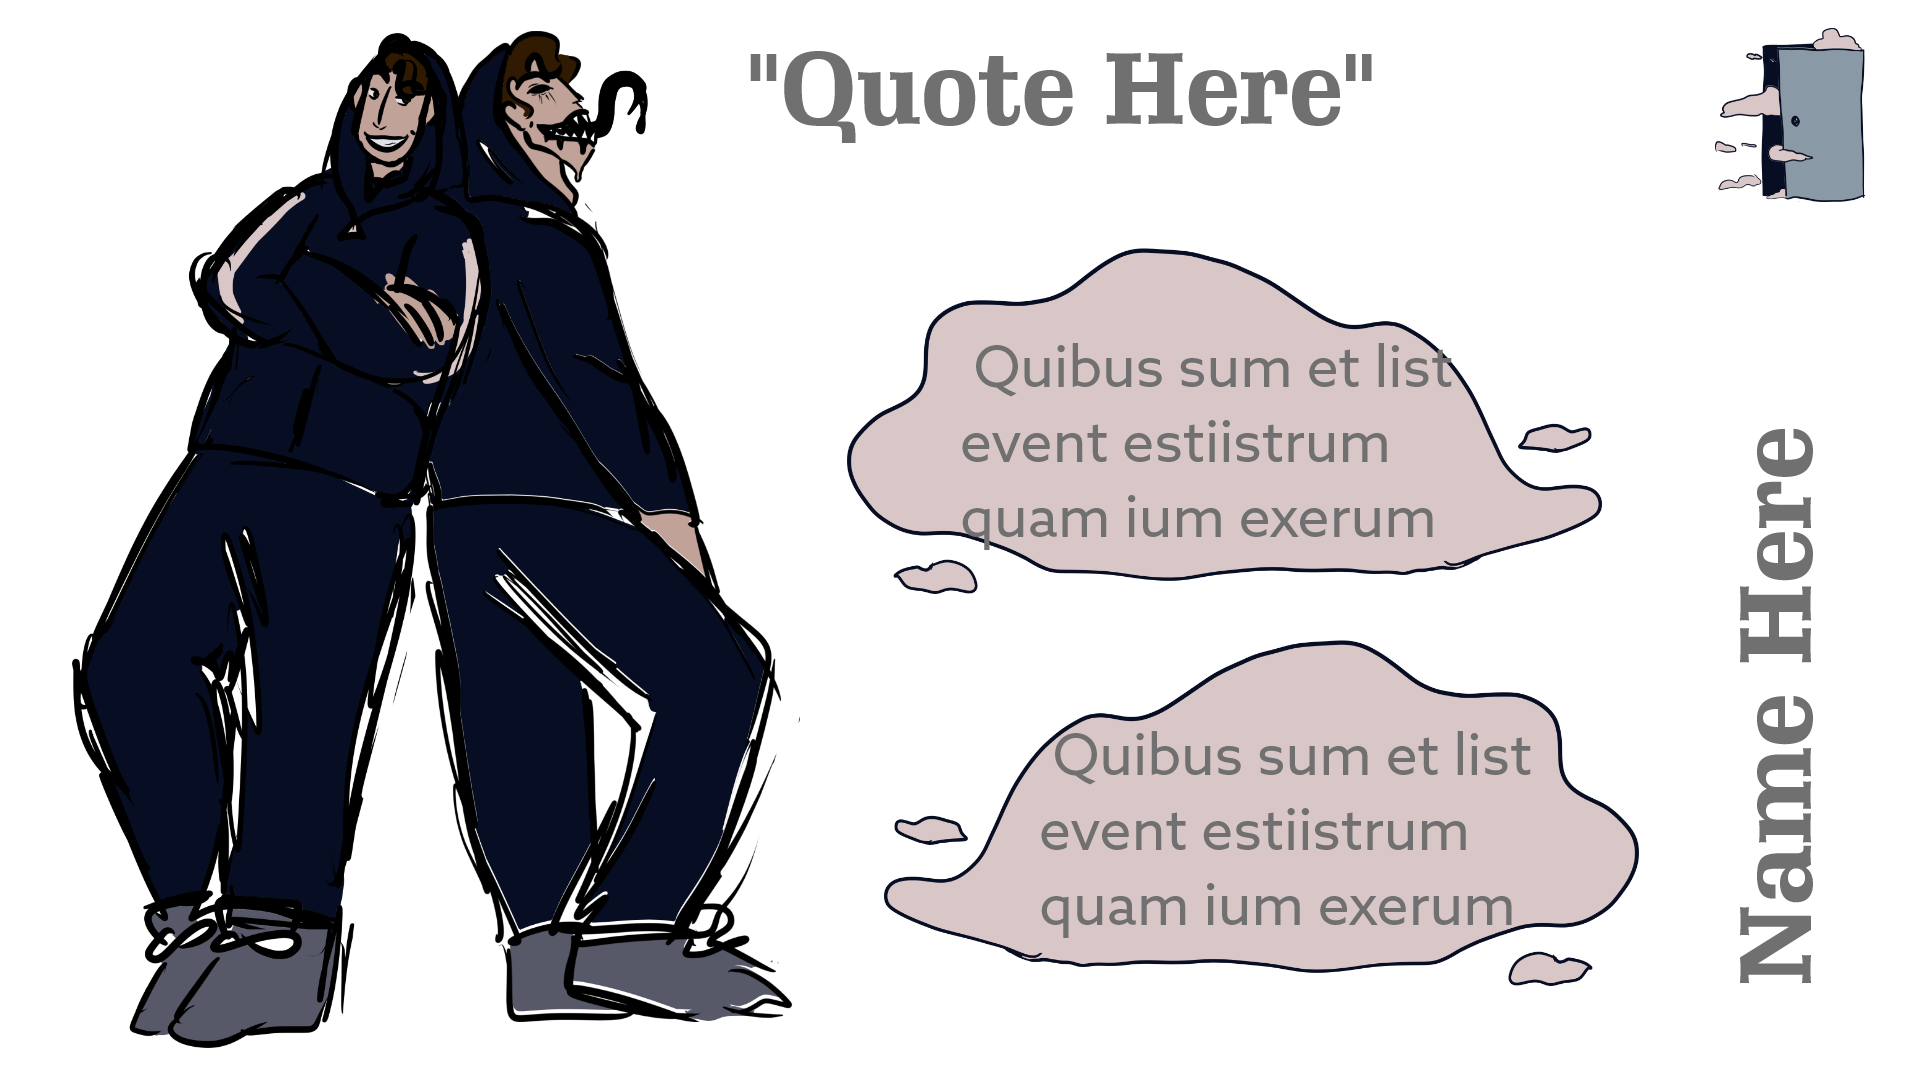 "Quote Here"
Quibus sum et list
event estiistrum
quam ium exerum
Quibus sum et list
event estiistrum
quam ium exerum
Name Here